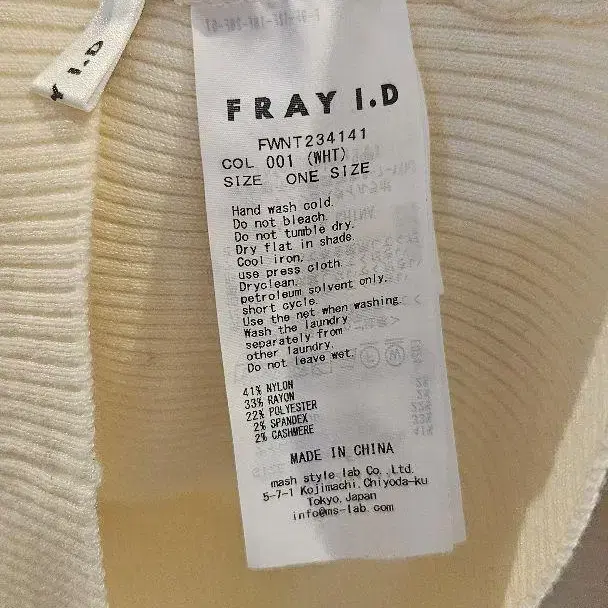 Y I.D
FRAY I.D
FWNT234141
COL 001 (WHT)
SIZE ONE SIZE
Hand wash cold.
Do not bleach.
Do not tumble dry.
Dry flat in shade.
Cool iron.
use press cloth
Dryclean.
petroleum solvent only.
short cycle.
Use the net when washing.
Wash the laundry
separately from
other laundry.
Do not leave wet.
41% NYLON
33% RAYON
22% POLYESTER
2% SPANDEX
2% CASHMERE
MADE IN CHINA
mash style lab Co.,Ltd.
5-7-1 Kojimachi,Chiyoda-ku
Tokyo,Japan
info@ms-lab.com